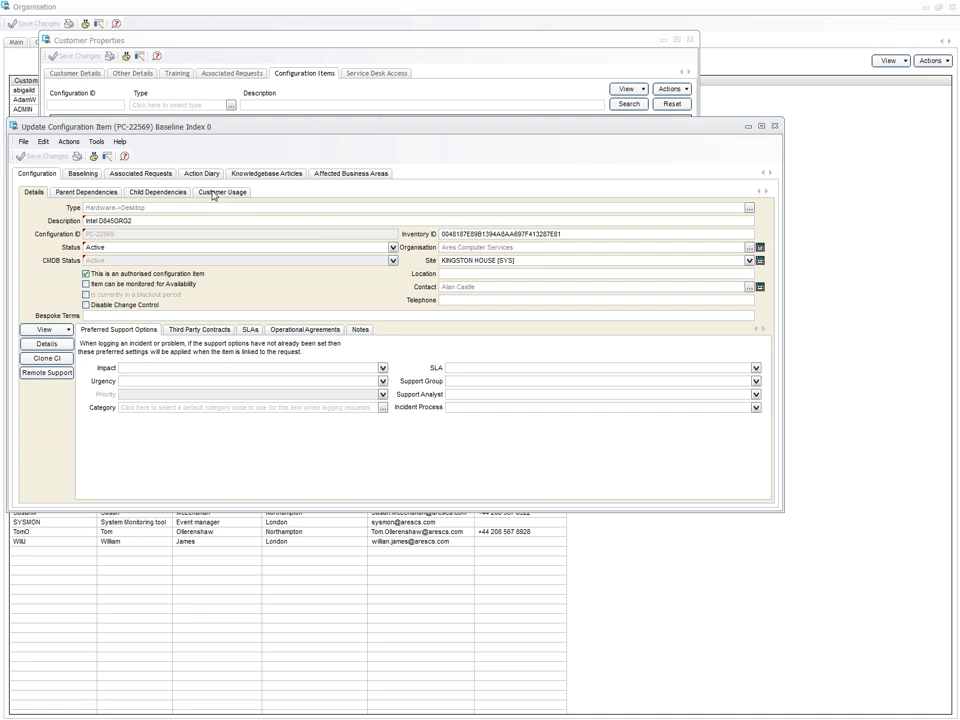 Organisation
Save Changes
Main
Customer Properties
Save Changes
View
Actions
Customer Details
Other Details
Training
Associated Requests
Configuration Items
Service Desk Access
Custom
abigaild
AdamW
ADMIN
Configuration ID
Type
Description
View
Actions
Click here to select type
...
Search
Reset
Update Configuration Item (PC-22569) Baseline Index 0
File Edit Actions Tools Help
Save Changes
Configuration
Baselining
Associated Requests
Action Diary
Knowledgebase Articles
Affected Business Areas
Details
Parent Dependencies
Child Dependencies
Customer Usage
Type Hardware->Desktop ...
Description Intel D845GRG2
Configuration ID PC-22569
Inventory ID 0048187E89B1394A8AA697F413287E81
Status Active
Organisation Ares Computer Services ...
CMDB Status Active
Site KINGSTON HOUSE [SYS]
This is an authorised configuration item
Location
Item can be monitored for Availability
Contact Alan Castle ...
Is currently in a blackout period
Telephone
Disable Change Control
Bespoke Terms
View
Details
Clone CI
Remote Support
Preferred Support Options
Third Party Contracts
SLAs
Operational Agreements
Notes
When logging an incident or problem, if the support options have not already been set then
these preferred settings will be applied when the item is linked to the request.
Impact
SLA
Urgency
Support Group
Priority
Support Analyst
Category Click here to select a default category code to use for this item when logging requests ...
Incident Process
SYSMON System Monitoring tool Event manager London sysmon@arescs.com
TomO Tom Ollerenshaw Northampton Tom.Ollerenshaw@arescs.com +44 208 567 8928
WillJ William James London willian.james@arescs.com